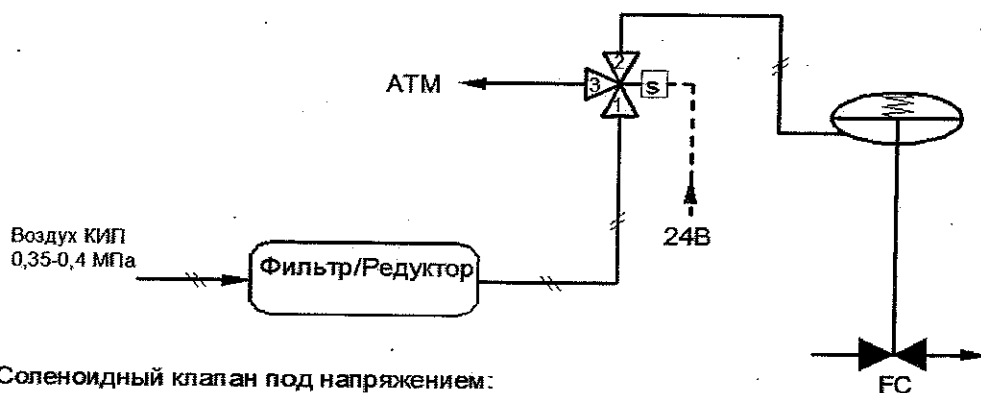 2
АТМ
3
s
1
24В
Воздух КИП
0,35-0,4 МПа
Фильтр/Редуктор
Соленоидный клапан под напряжением:
FC